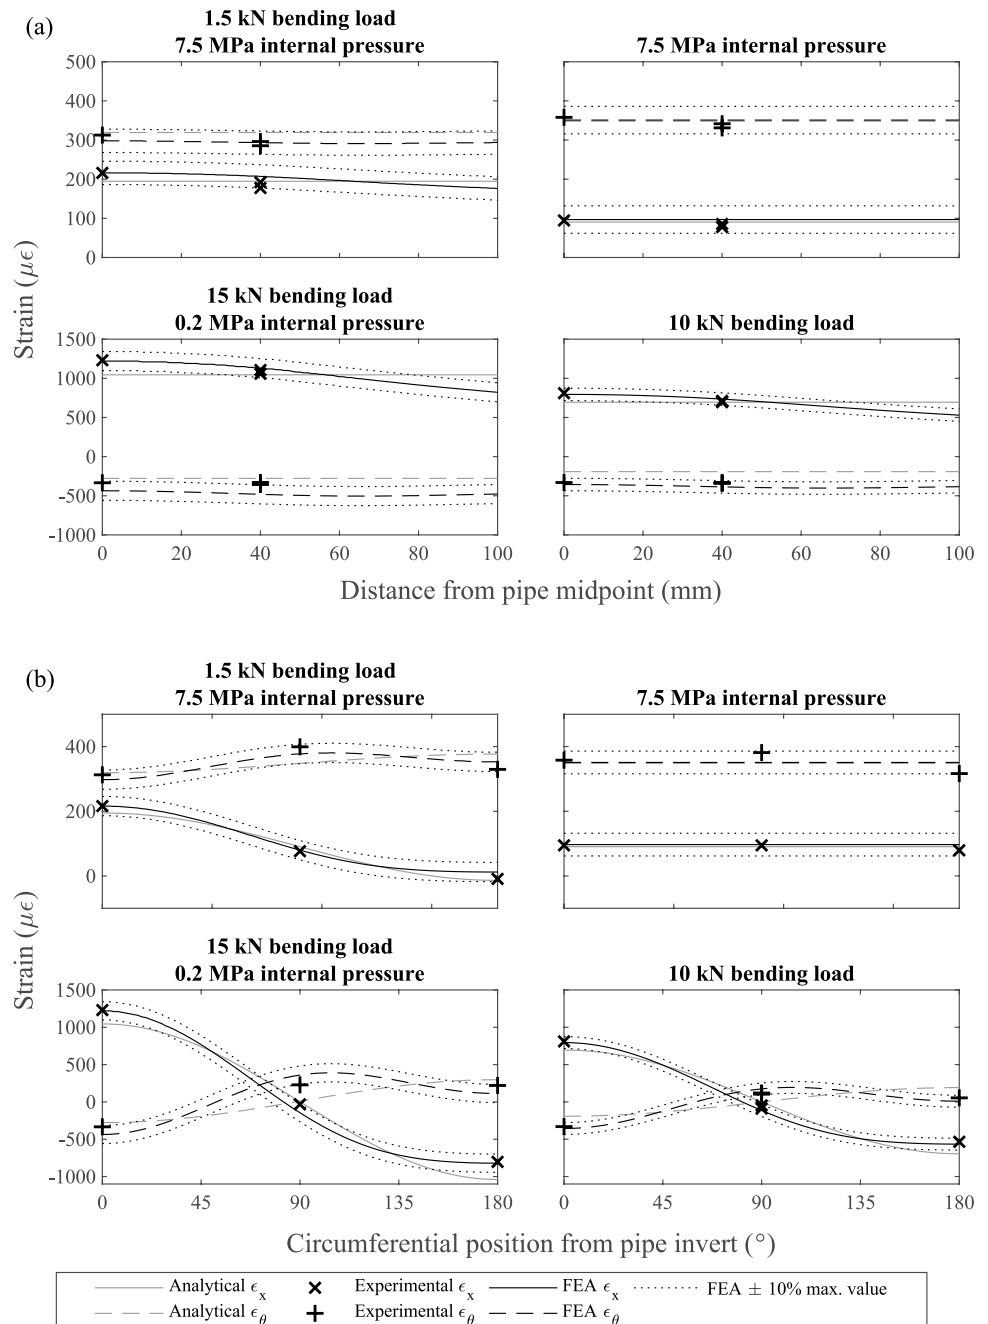 (a)
1.5 kN bending load
7.5 MPa internal pressure
7.5 MPa internal pressure
500
400
300
200
100
0
15 kN bending load
0.2 MPa internal pressure
10 kN bending load
Strain (με)
1500
1000
500
0
-500
-1000
0 20 40 60 80 100
0 20 40 60 80 100
Distance from pipe midpoint (mm)
(b)
1.5 kN bending load
7.5 MPa internal pressure
7.5 MPa internal pressure
400
200
0
15 kN bending load
0.2 MPa internal pressure
10 kN bending load
Strain (με)
1500
1000
500
0
-500
-1000
0 45 90 135 180
0 45 90 135 180
Circumferential position from pipe invert (°)
Analytical ϵx Experimental ϵx FEA ϵx FEA ± 10% max. value
Analytical ϵθ Experimental ϵθ FEA ϵθ